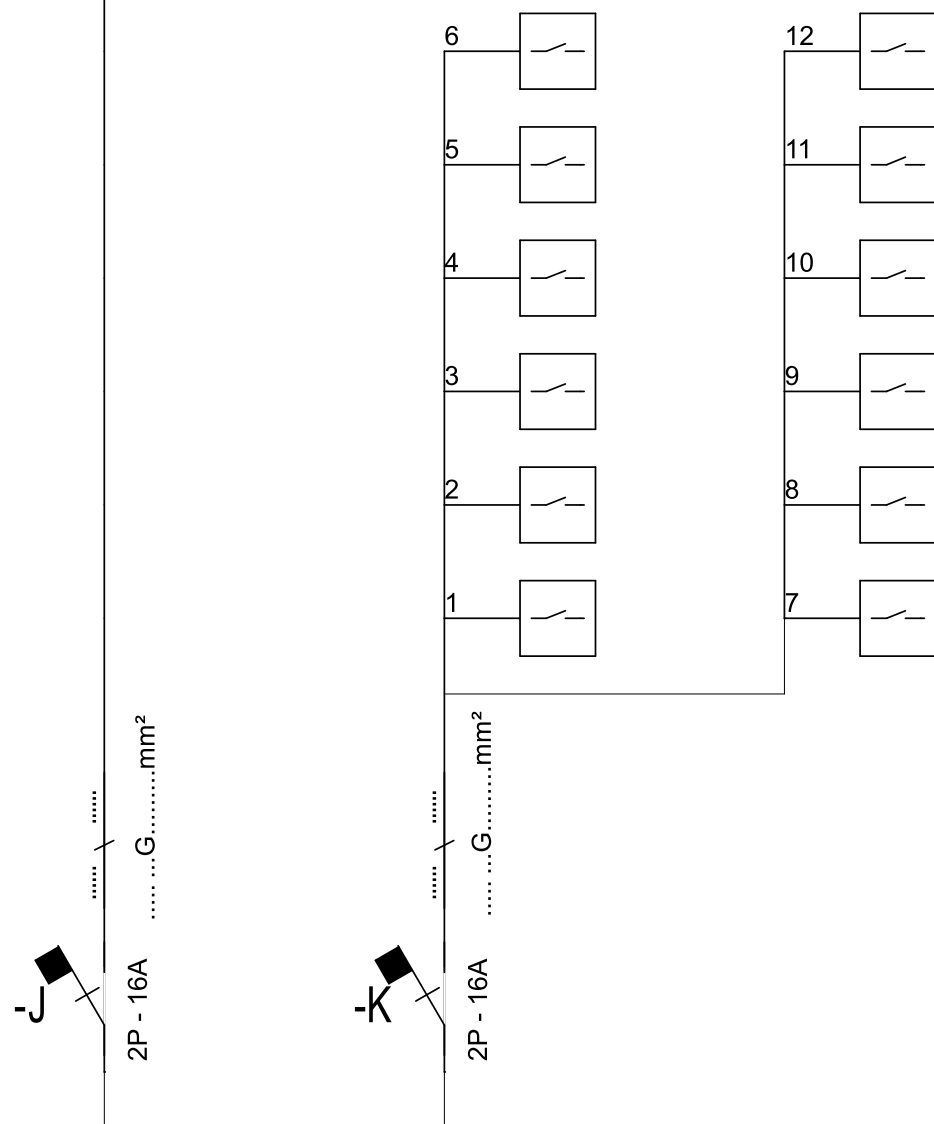 6
12
5
11
4
10
3
9
2
8
1
7
..... ...G.........mm²
..... ...G.........mm²
-J
2P - 16A
-K
2P - 16A